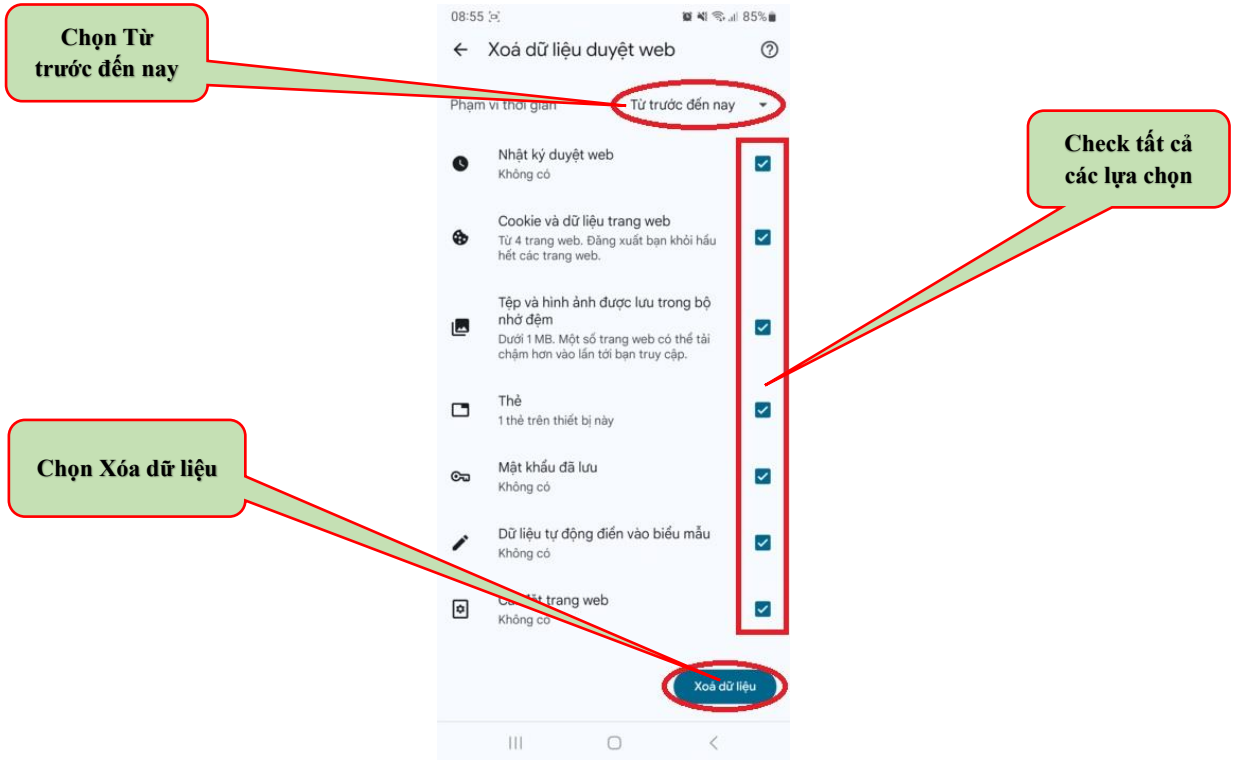 08:55
85%
Chọn Từ
trước đến nay
Xoá dữ liệu duyệt web
Phạm vi thời gian
Từ trước đến nay
Check tất cả
các lựa chọn
Nhật ký duyệt web
Không có
Cookie và dữ liệu trang web
Từ 4 trang web. Đăng xuất bạn khỏi hầu
hết các trang web.
Tệp và hình ảnh được lưu trong bộ
nhớ đệm
Dưới 1 MB. Một số trang web có thể tải
chậm hơn vào lần tới bạn truy cập.
Thẻ
1 thẻ trên thiết bị này
Chọn Xóa dữ liệu
Mật khẩu đã lưu
Không có
Dữ liệu tự động điền vào biểu mẫu
Không có
Cài đặt trang web
Không có
Xoá dữ liệu